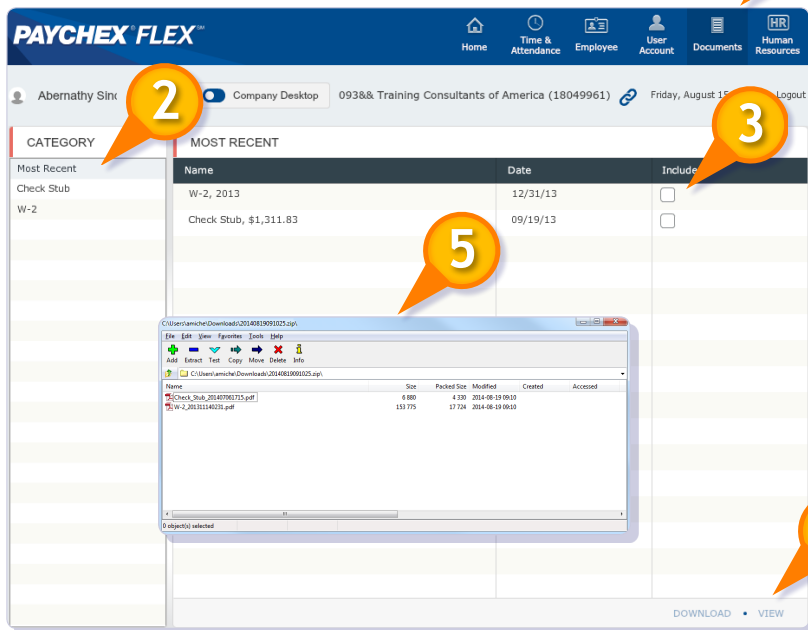 PAYCHEX FLEX SM
Home
Time & Attendance
Employee
User Account
Documents
HR
Human Resources
2
Abernathy
Company Desktop
093&& Training Consultants of America (18049961)
Friday, August
Logout
3
CATEGORY
MOST RECENT
Most Recent
Check Stub
W-2
Name Date Include
W-2, 2013 12/31/13
Check Stub, $1,311.83 09/19/13
5
C:\Users\amiche\Downloads\20140819091025.zip\
File Edit View Favorites Tools Help
Add Extract Test Copy Move Delete Info
C:\Users\amiche\Downloads\20140819091025.zip\
Name Size Packed Size Modified Created Accessed
Check_Stub_201407061715.pdf 6 880 4 330 2014-08-19 09:10
W-2_201311140231.pdf 153 775 17 724 2014-08-19 09:10
0 object(s) selected
DOWNLOAD • VIEW